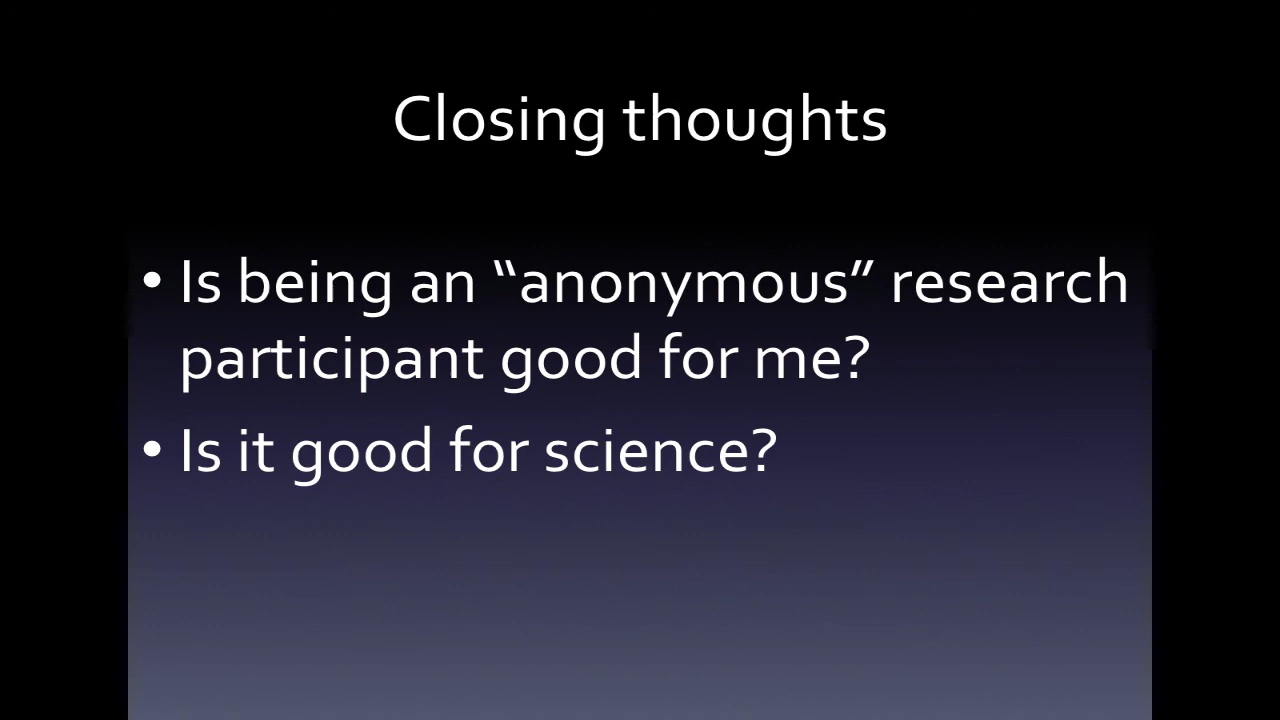 Closing thoughts
• Is being an “anonymous” research
participant good for me?
• Is it good for science?